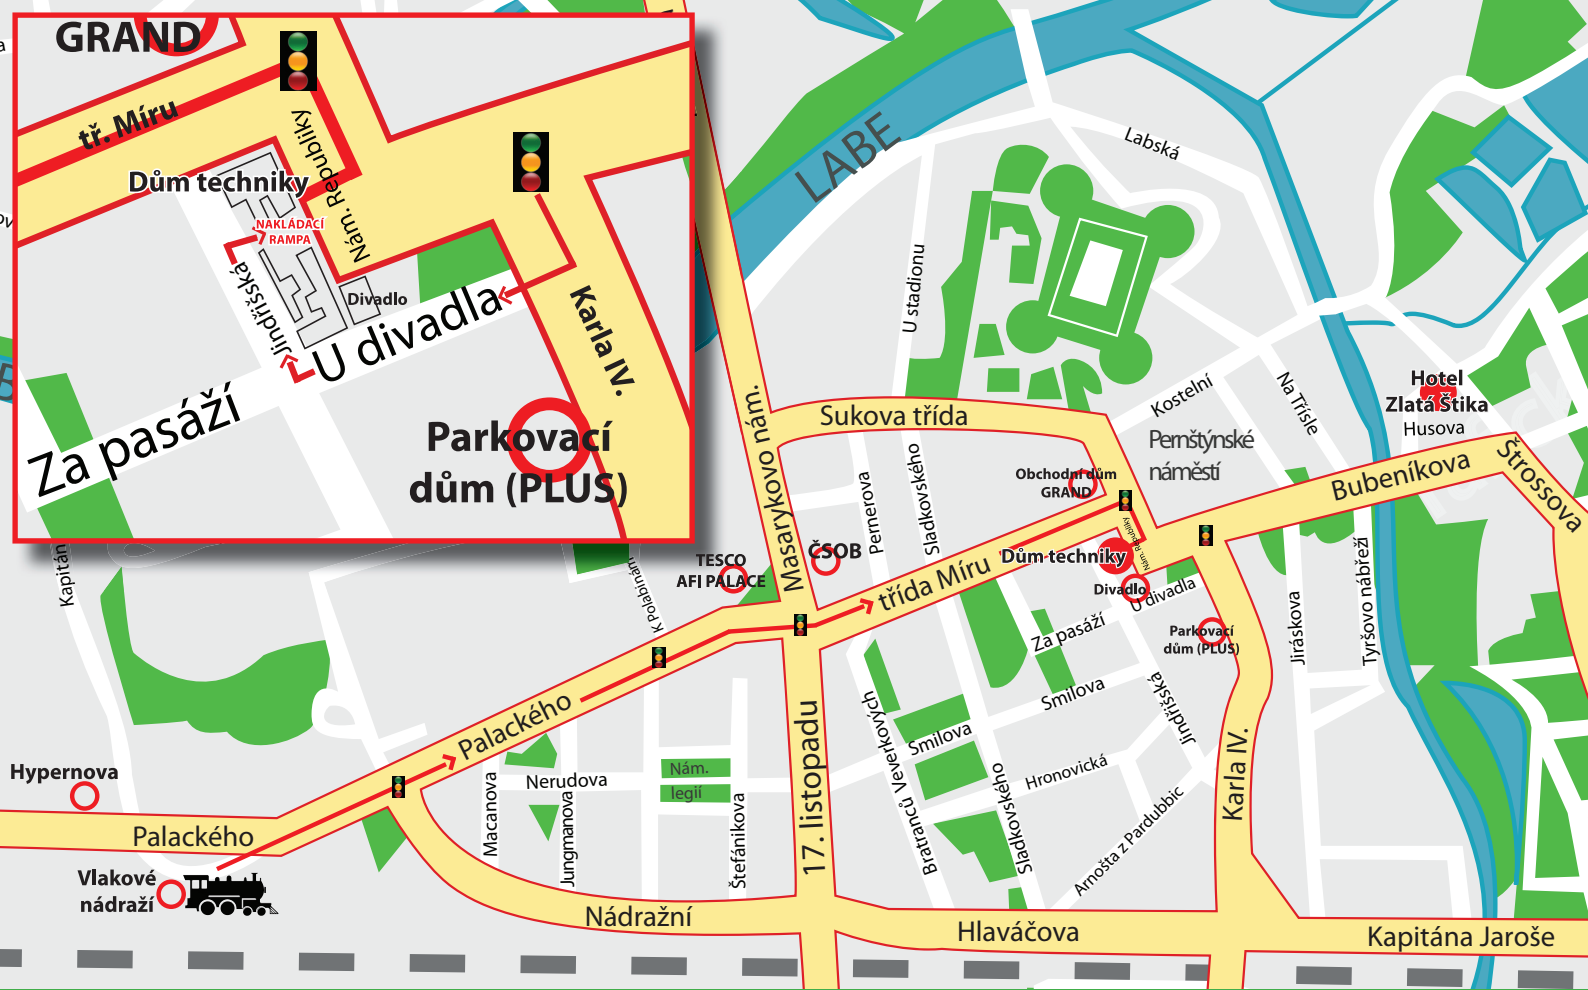 GRAND
tř. Míru
Nám. Republiky
Dům techniky
NAKLÁDACÍ
RAMPA
Jindřišská
Divadlo
U divadla
Za pasáží
Karla IV.
Parkovací
dům (PLUS)
LABE
Labská
U stadionu
Masarykovo nám.
Sukova třída
Kostelní
Na Třísle
Hotel
Zlatá Štika
Husova
Pernštýnské
náměstí
Bubeníkova
Štrossova
Obchodní dům
GRAND
Pernerova
Sladkovského
Nám. Republiky
TESCO
AFI PALACE
ČSOB
třída Míru
Dům techniky
Divadlo
U divadla
Za pasáží
Parkovací
dům (PLUS)
Jiráskova
Tyršovo nábřeží
Kapitán
K Polabinám
Palackého
17. listopadu
Bratranců Veverkových
Smilova
Smilova
Jindřišská
Hronovická
Sladkovského
Arnošta z Pardubbic
Karla IV.
Hypernova
Palackého
Vlakové
nádraží
Macanova
Nerudova
Jungmanova
Nám.
legií
Štefánikova
Nádražní
Hlaváčova
Kapitána Jaroše